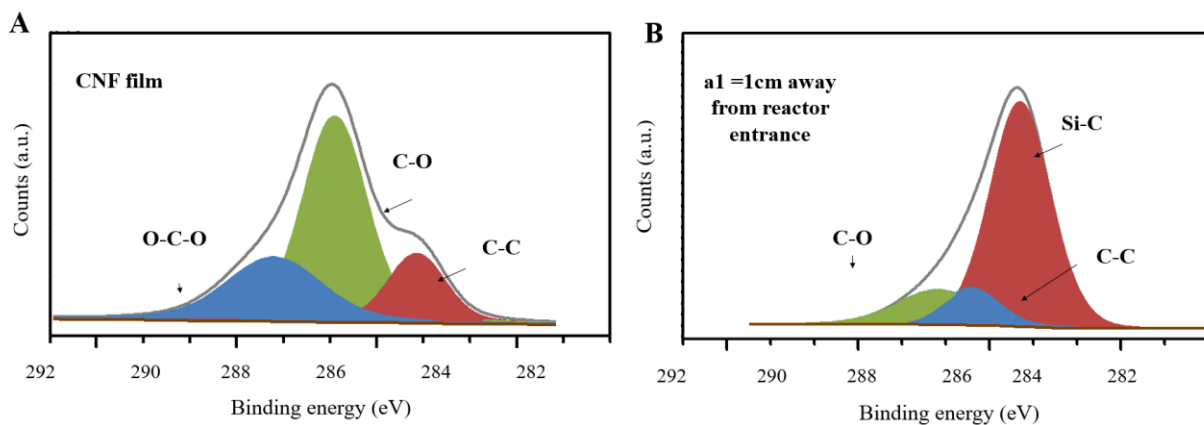 A
CNF film
C-O
O-C-O
C-C
Counts (a.u.)
292 290 288 286 284 282
Binding energy (eV)
B
a1 =1cm away
from reactor
entrance
Si-C
C-O
C-C
Counts (a.u.)
292 290 288 286 284 282
Binding energy (eV)